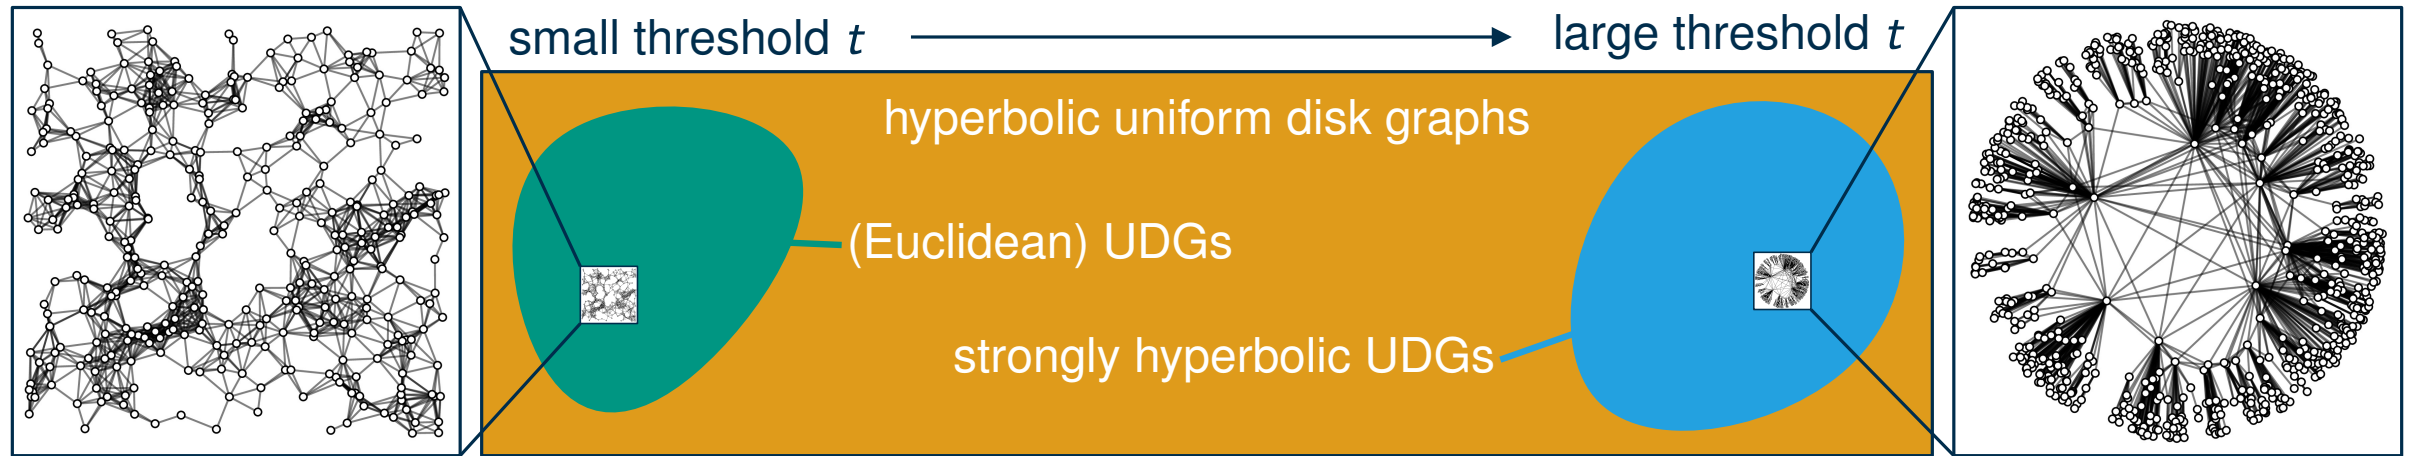 small threshold t
large threshold t
hyperbolic uniform disk graphs
(Euclidean) UDGs
strongly hyperbolic UDGs